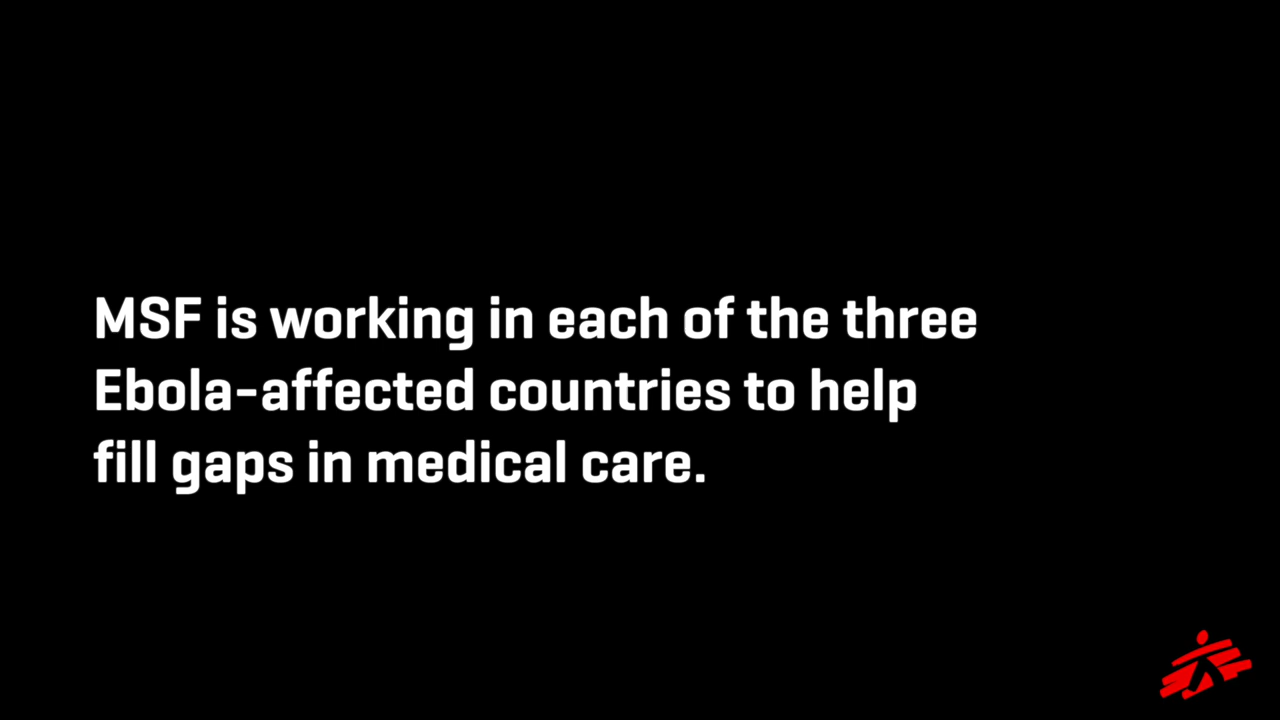 MSF is working in each of the three
Ebola-affected countries to help
fill gaps in medical care.